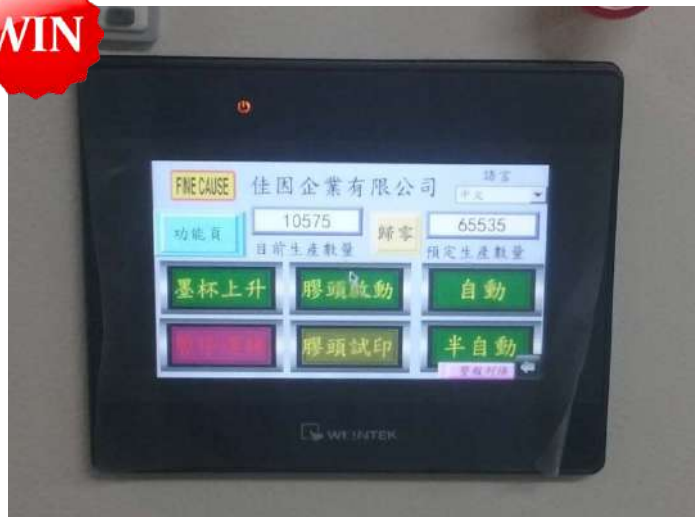 WIN
FINE CAUSE 佳因企業有限公司 語言
中文
功能頁 10575 歸零 65535
目前生產數量 預定生產數量
墨杯上升 膠頭啟動 自動
膠頭試印 半自動
WEINTEK